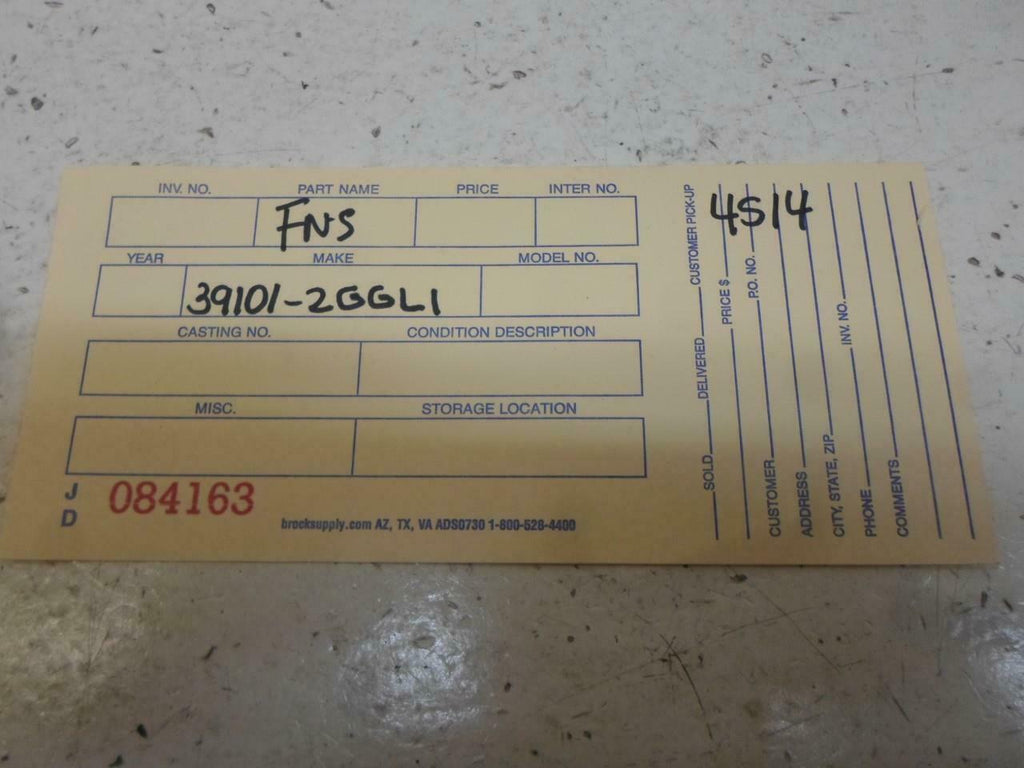 INV. NO. PART NAME PRICE INTER NO.
FNS
YEAR MAKE MODEL NO.
39101-2GGL1
CASTING NO. CONDITION DESCRIPTION
MISC. STORAGE LOCATION
J D 084163
brocksupply.com AZ, TX, VA ADS0730 1-800-528-4400
4S14
SOLD DELIVERED CUSTOMER PICK-UP
PRICE $
P.O. NO.
CUSTOMER
ADDRESS
CITY, STATE, ZIP
PHONE INV. NO.
COMMENTS